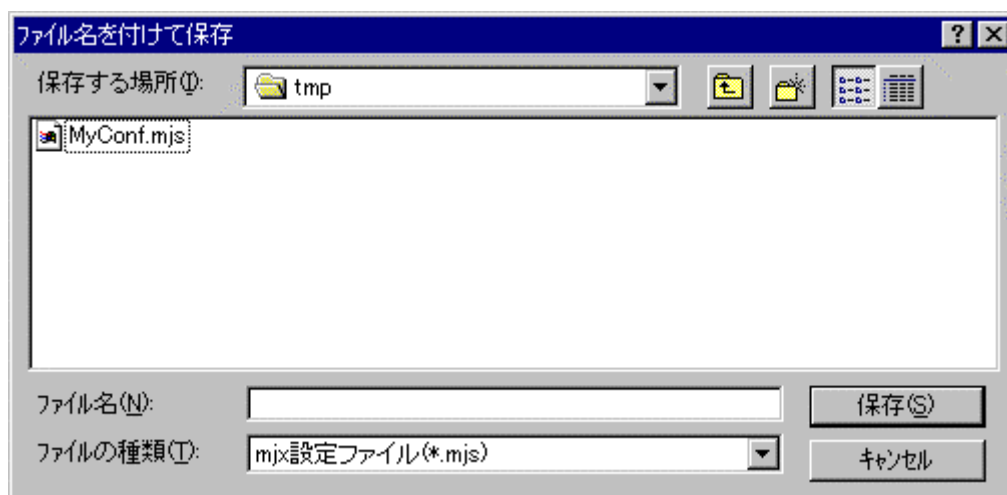 ファイル名を付けて保存
保存する場所(I): tmp
MyConf.mjs
ファイル名(N): 保存(S)
ファイルの種類(T): mjx設定ファイル(*.mjs) キャンセル